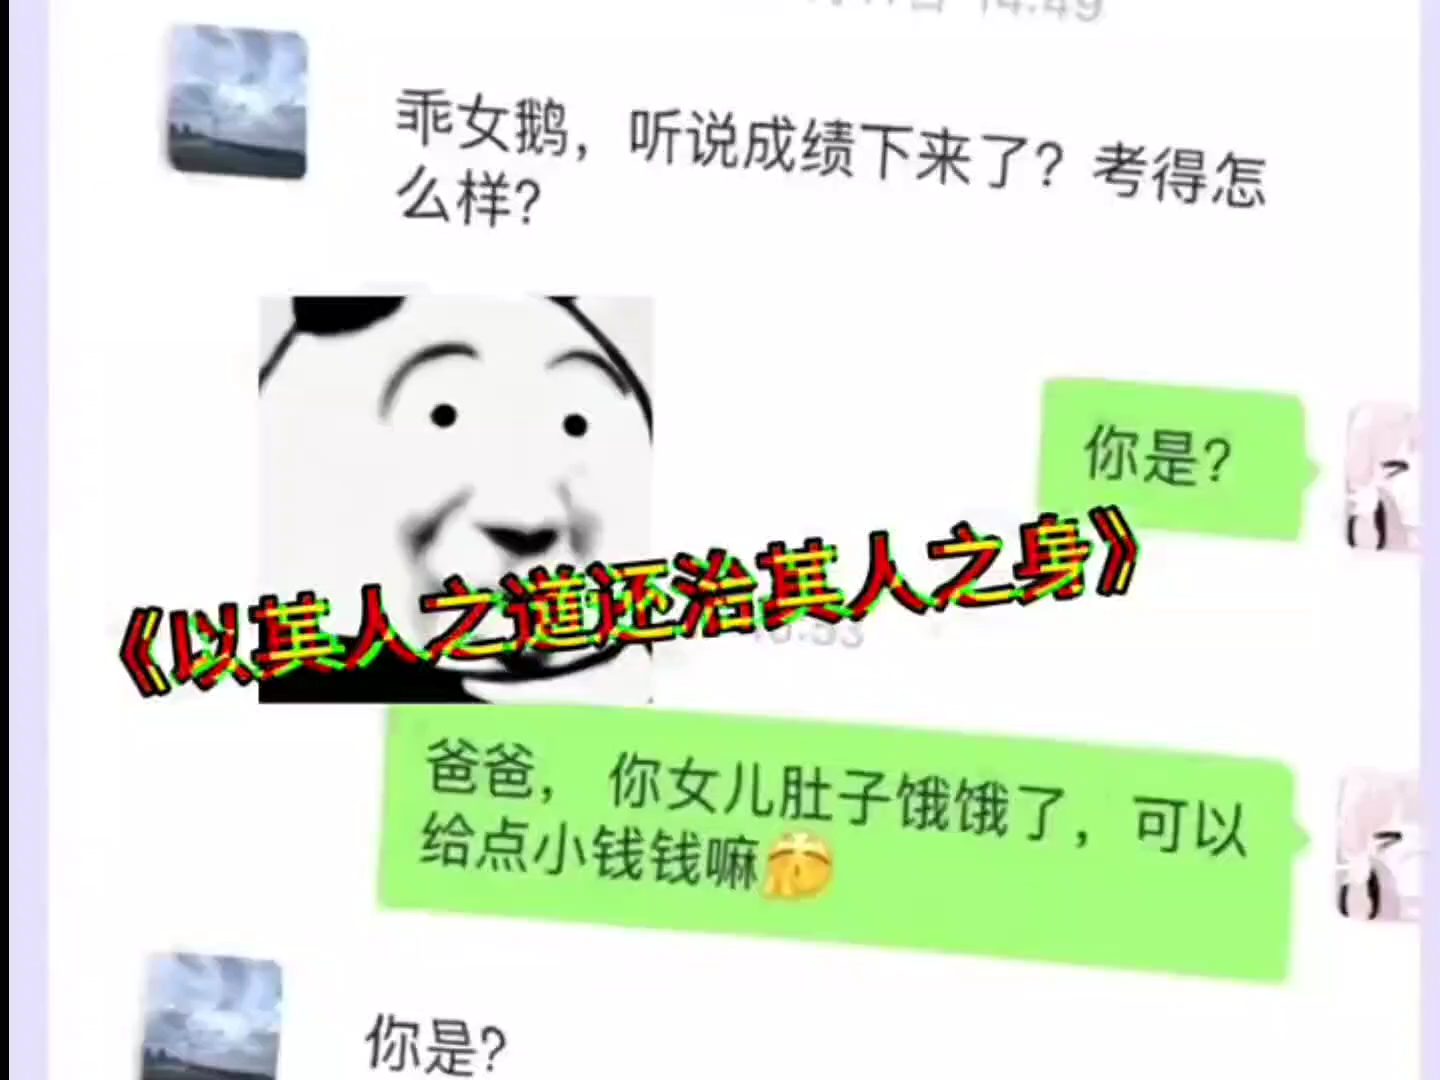 14:49
乖女鹅，听说成绩下来了？考得怎
么样？
你是？
《以其人之道还治其人之身》
爸爸， 你女儿肚子饿饿了，可以
给点小钱钱嘛
你是？